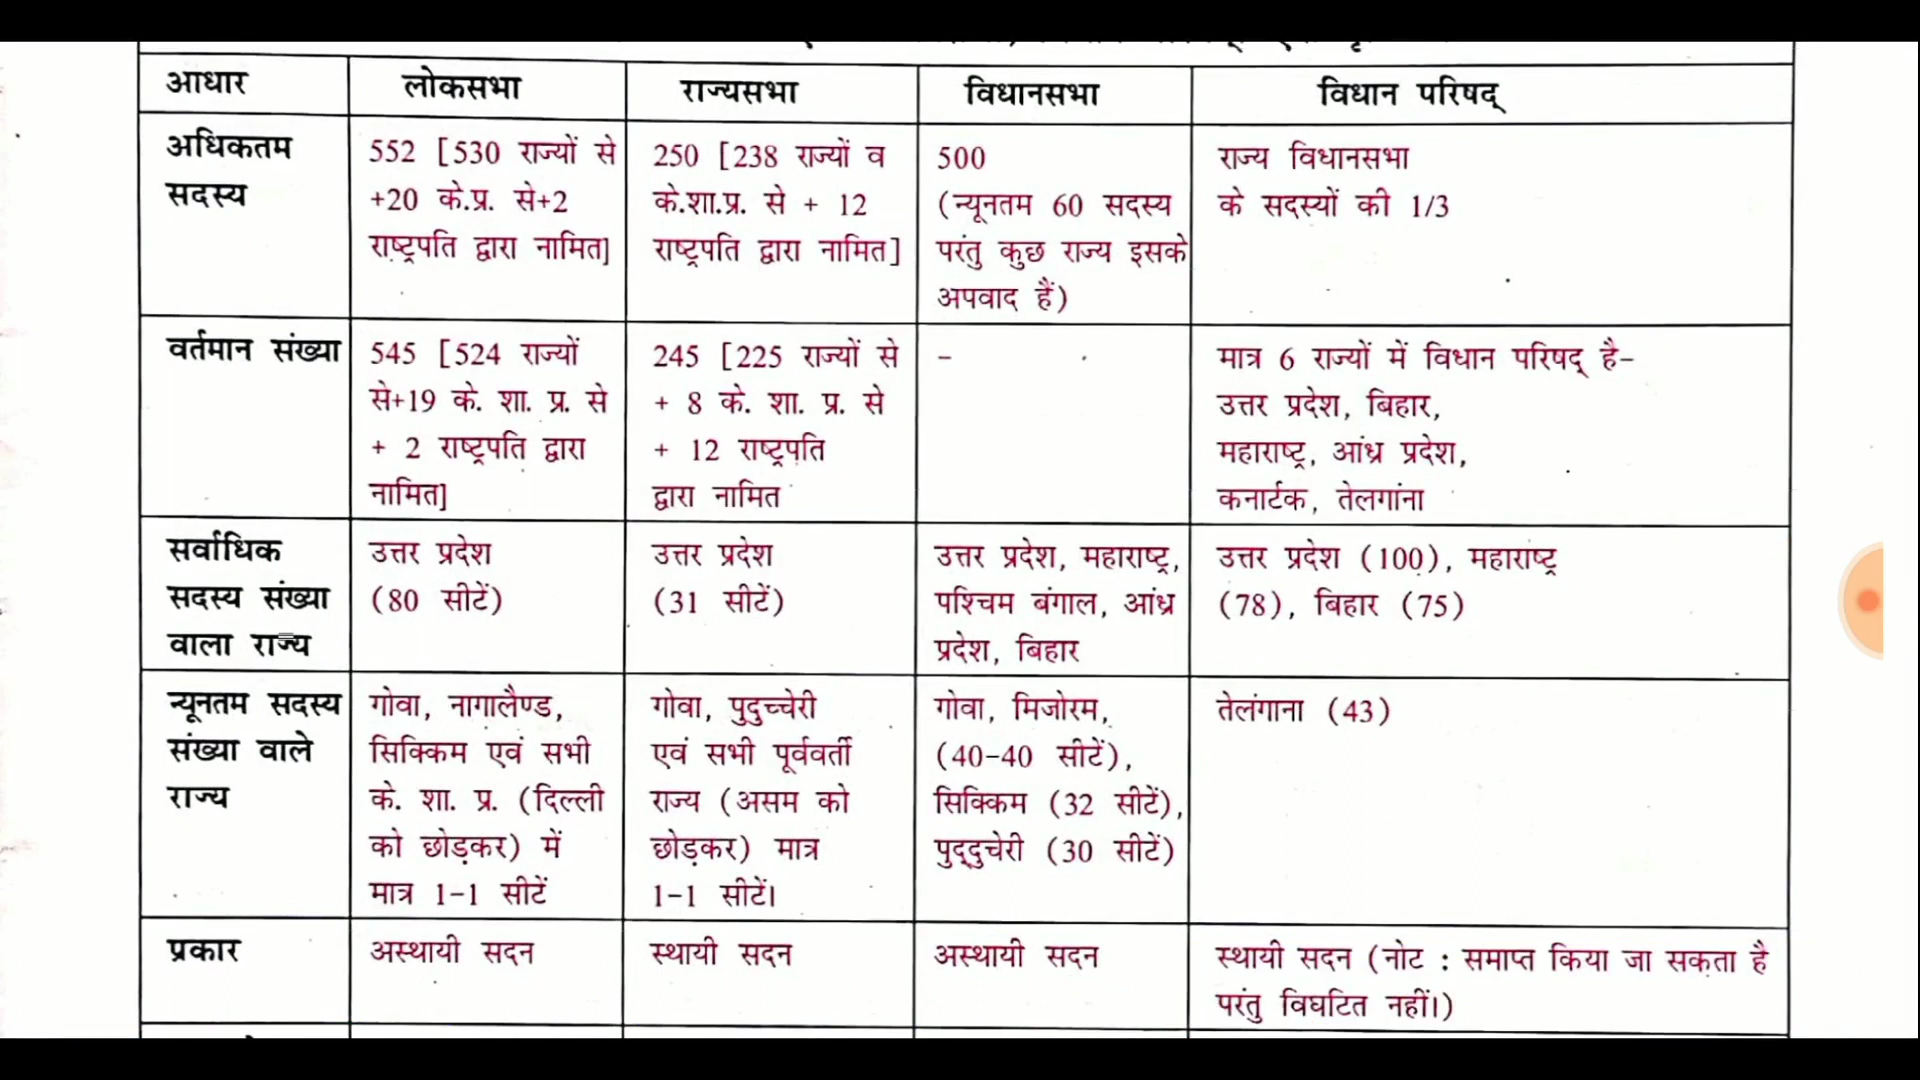 आधार
लोकसभा
राज्यसभा
विधानसभा
विधान परिषद्
अधिकतम
सदस्य
552 [530 राज्यों से
+20 के.प्र. से+2
राष्ट्रपति द्वारा नामित]
250 [238 राज्यों व
के.शा.प्र. से + 12
राष्ट्रपति द्वारा नामित]
500
(न्यूनतम 60 सदस्य
परंतु कुछ राज्य इसके
अपवाद हैं)
राज्य विधानसभा
के सदस्यों की 1/3
वर्तमान संख्या
545 [524 राज्यों
से+19 के. शा. प्र. से
+ 2 राष्ट्रपति द्वारा
नामित]
245 [225 राज्यों से
+ 8 के. शा. प्र. से
+ 12 राष्ट्रपति
द्वारा नामित
-
मात्र 6 राज्यों में विधान परिषद् है-
उत्तर प्रदेश, बिहार,
महाराष्ट्र, आंध्र प्रदेश,
कनार्टक, तेलगांना
सर्वाधिक
सदस्य संख्या
वाला राज्य
उत्तर प्रदेश
(80 सीटें)
उत्तर प्रदेश
(31 सीटें)
उत्तर प्रदेश, महाराष्ट्र,
पश्चिम बंगाल, आंध्र
प्रदेश, बिहार
उत्तर प्रदेश (100), महाराष्ट्र
(78), बिहार (75)
न्यूनतम सदस्य
संख्या वाले
राज्य
गोवा, नागालैण्ड,
सिक्किम एवं सभी
के. शा. प्र. (दिल्ली
को छोड़कर) में
मात्र 1-1 सीटें
गोवा, पुदुच्चेरी
एवं सभी पूर्ववर्ती
राज्य (असम को
छोड़कर) मात्र
1-1 सीटें।
गोवा, मिजोरम,
(40-40 सीटें),
सिक्किम (32 सीटें),
पुद्दुचेरी (30 सीटें)
तेलंगाना (43)
प्रकार
अस्थायी सदन
स्थायी सदन
अस्थायी सदन
स्थायी सदन (नोट : समाप्त किया जा सकता है
परंतु विघटित नहीं।)